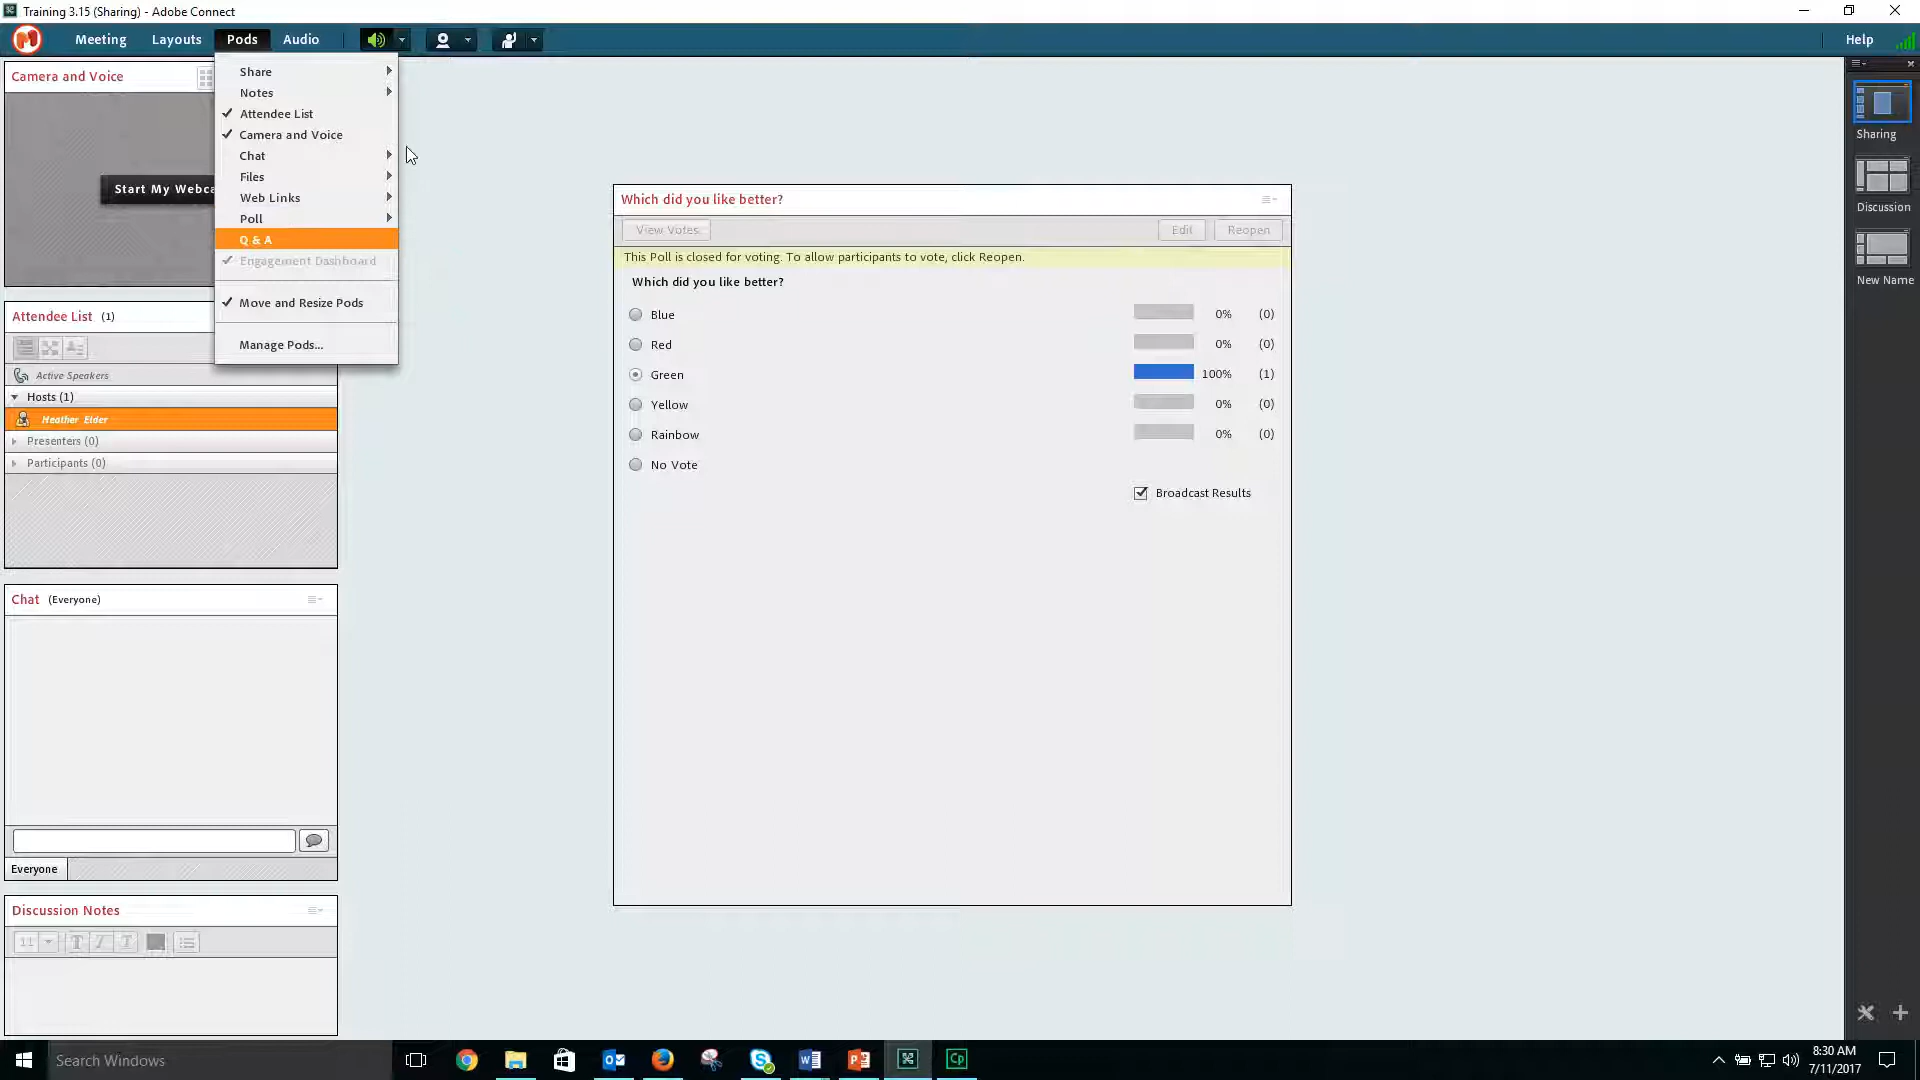 Training 3.15 (Sharing) - Adobe Connect
Meeting Layouts Pods Audio Help
Camera and Voice
Start My Webca
Share
Notes
Attendee List
Camera and Voice
Chat
Files
Web Links
Poll
Q & A
Engagement Dashboard
Move and Resize Pods
Manage Pods...
Attendee List (1)
Active Speakers
Hosts (1)
Heather Elder
Presenters (0)
Participants (0)
Chat (Everyone)
Everyone
Discussion Notes
11 T T T
Which did you like better?
View Votes Edit Reopen
This Poll is closed for voting. To allow participants to vote, click Reopen.
Which did you like better?
Blue 0% (0)
Red 0% (0)
Green 100% (1)
Yellow 0% (0)
Rainbow 0% (0)
No Vote
Broadcast Results
Sharing
Discussion
New Name
Search Windows
8:30 AM
7/11/2017